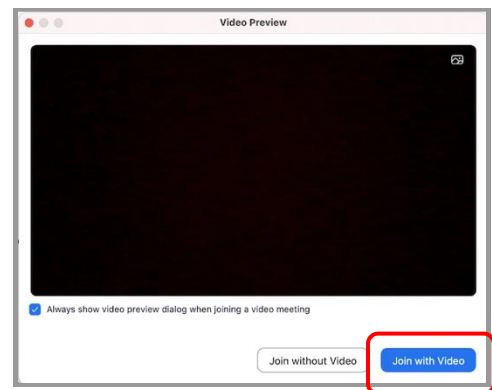 Video Preview
Always show video preview dialog when joining a video meeting
Join without Video
Join with Video